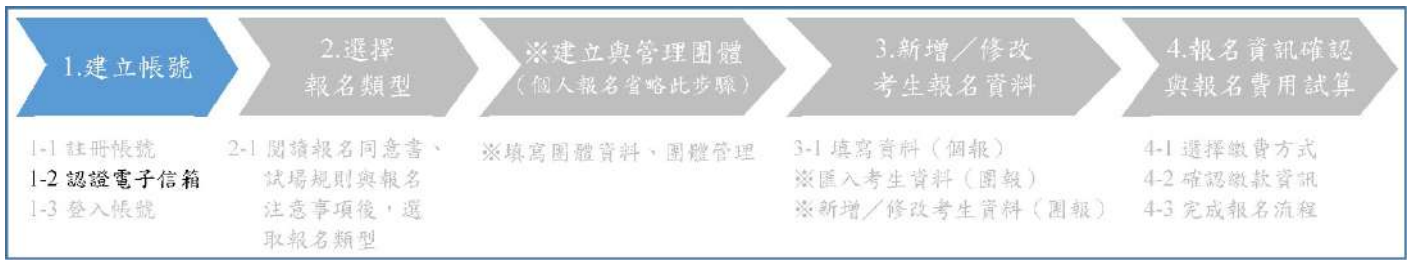 1.建立帳號
2.選擇
報名類型
※建立與管理團體
(個人報名省略此步驟)
3.新增／修改
考生報名資料
4.報名資訊確認
與報名費用試算
1-1 註冊帳號
1-2 認證電子信箱
1-3 登入帳號
2-1 閱讀報名同意書、
試場規則與報名
注意事項後，選
取報名類型
※填寫團體資料、團體管理
3-1 填寫資料（個報）
※匯入考生資料（團報）
※新增／修改考生資料（團報）
4-1 選擇繳費方式
4-2 確認繳款資訊
4-3 完成報名流程